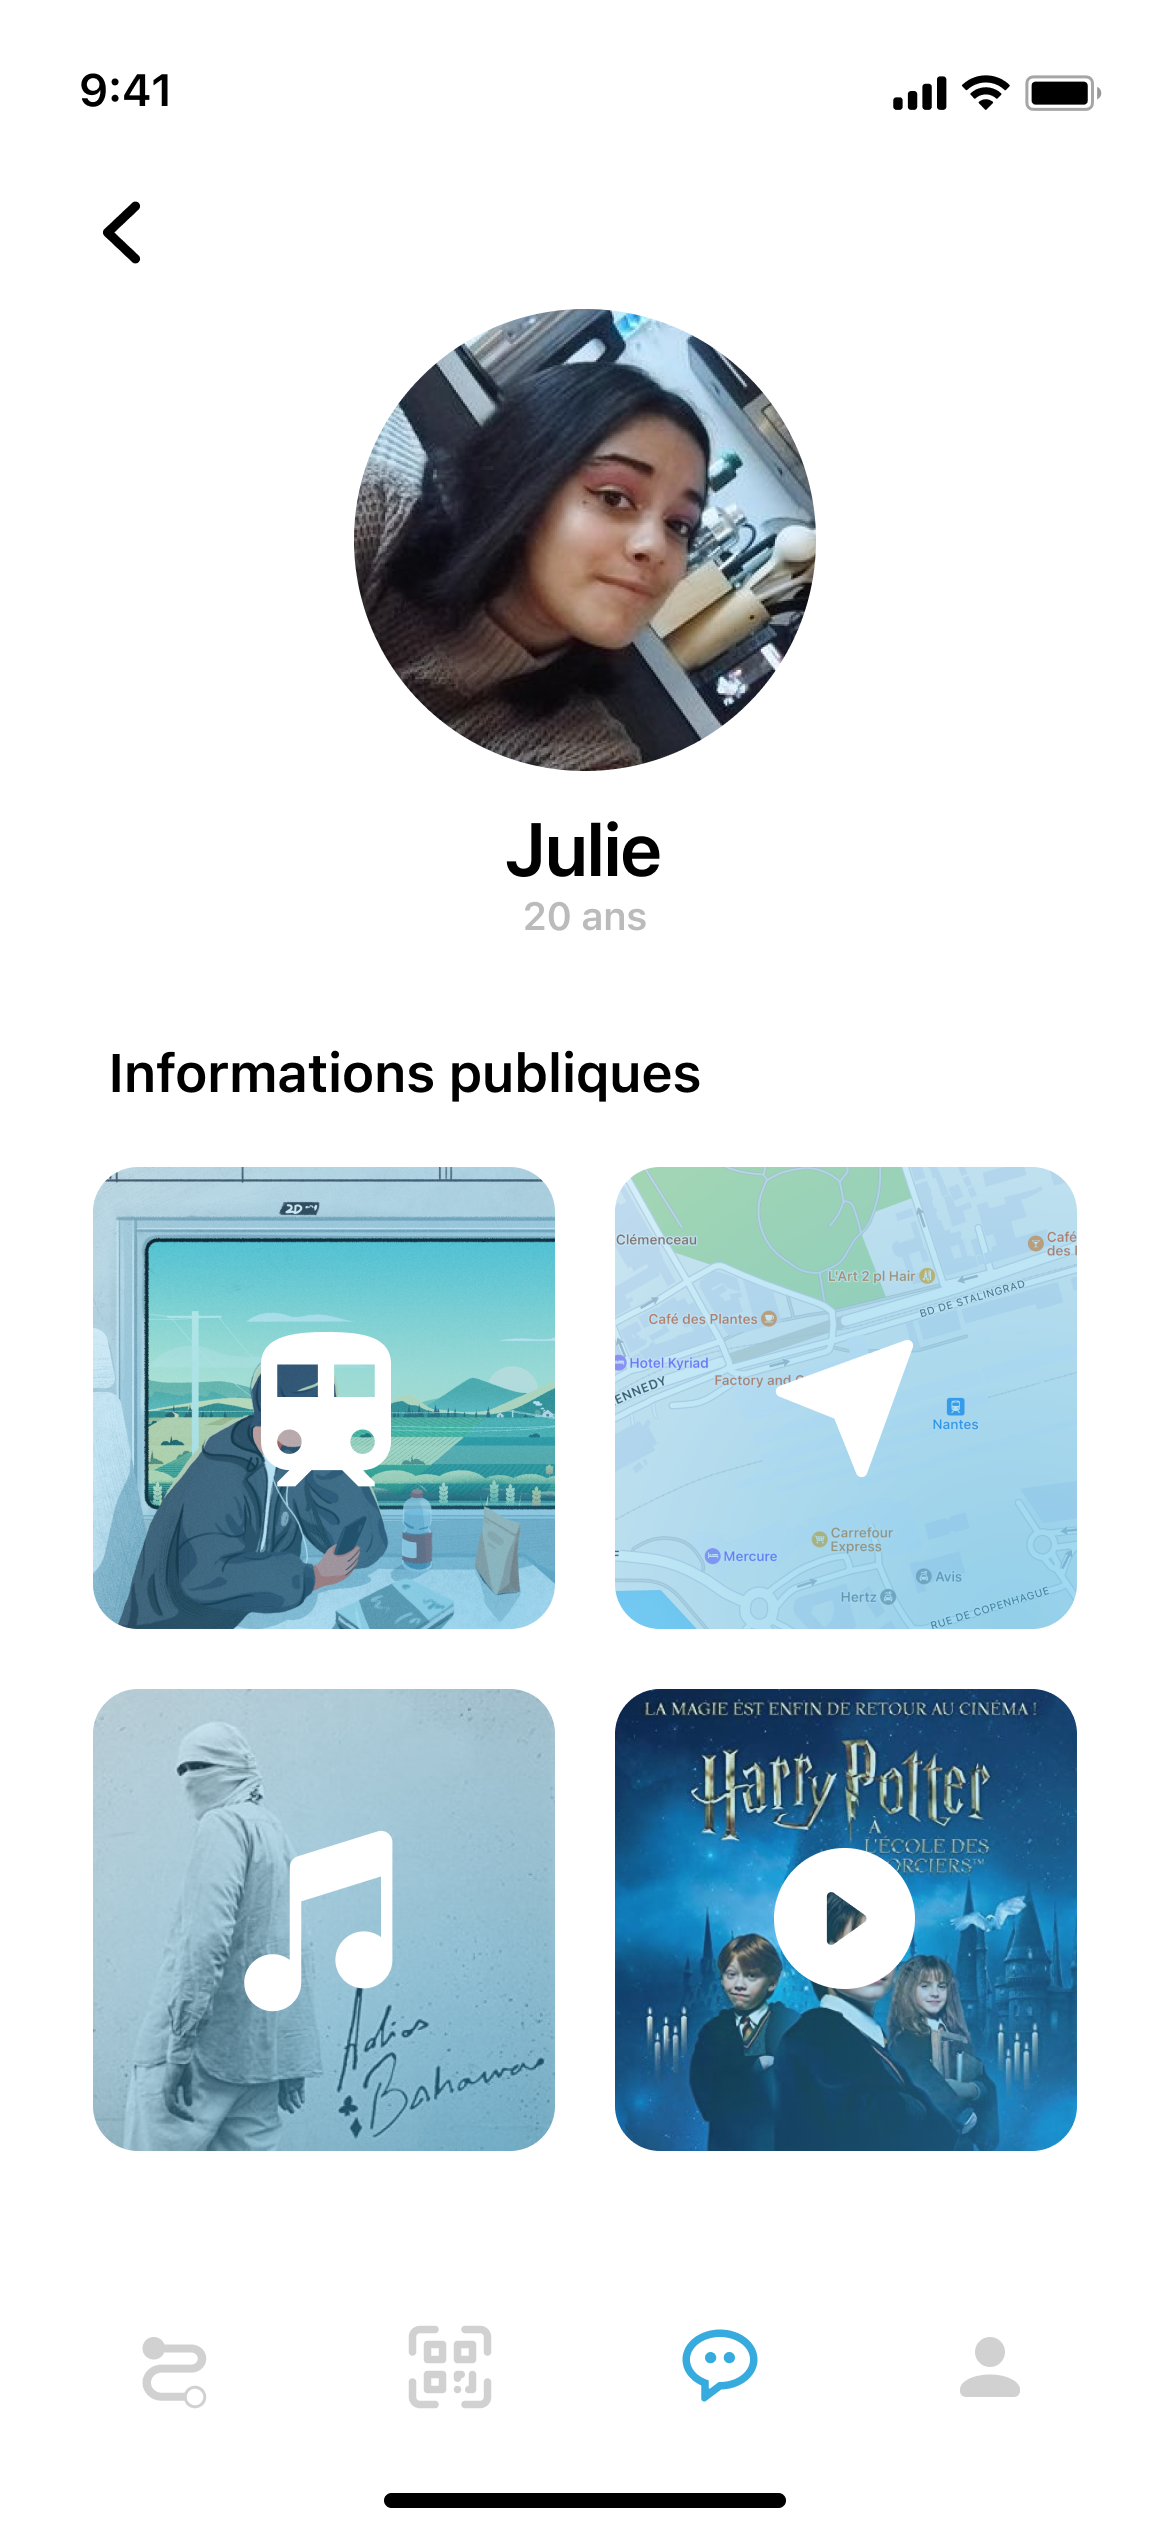 9:41
Julie
20 ans
Informations publiques
2D
Clémenceau
Café
des
L'Art 2 pl Hair
BD DE STALINGRAD
Café des Plantes
Hotel Kyriad
Factory and
ENNEDY
Nantes
Carrefour
Express
Mercure
Avis
Hertz
RUE DE COPENHAGUE
LA MAGIE EST ENFIN DE RETOUR AU CINÉMA !
Harry Potter
À
L'ÉCOLE DES
ORCIERS™
Adios
Bahamas